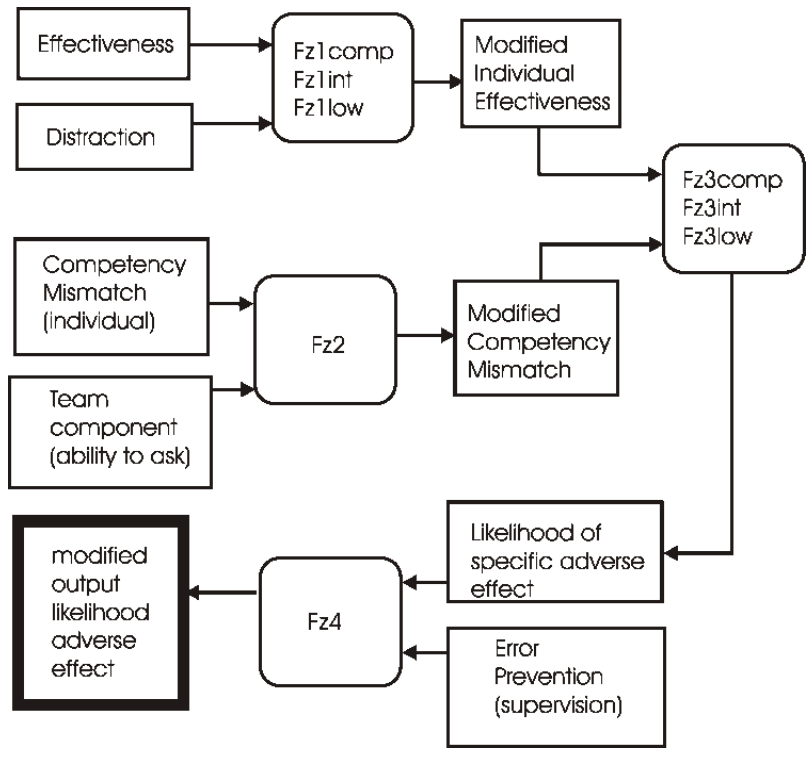 Effectiveness
Distraction
Fz1comp
Fz1int
Fz1low
Modified
Individual
Effectiveness
Fz3comp
Fz3int
Fz3low
Competency
Mismatch
(individual)
Team
component
(ability to ask)
Fz2
Modified
Competency
Mismatch
modified
output
likelihood
adverse
effect
Fz4
Likelihood of
specific adverse
effect
Error
Prevention
(supervision)